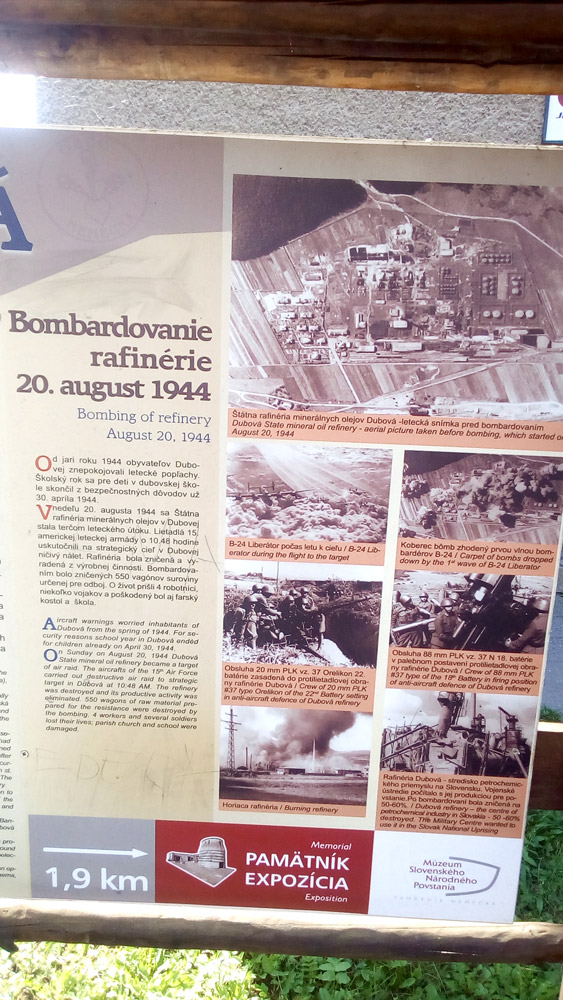 Á
Bombardovanie
rafinérie
20. august 1944
Bombing of refinery
August 20, 1944
Od jari roku 1944 obyvateľov Dubo-
vej znepokojovali letecké poplachy.
Školský rok sa pre deti v dubovskej ško-
le skončil z bezpečnostných dôvodov už
30. apríla 1944.
V nedeľu 20. augusta 1944 sa Štátna
rafinéria minerálnych olejov v Dubovej
stala terčom leteckého útoku. Lietadlá 15.
americkej leteckej armády o 10,48 hodine
uskutočnili na strategický cieľ v Dubovej
ničivý nálet. Rafinéria bola zničená a vy-
radená z výrobnej činnosti. Bombardova-
ním bolo zničených 550 vagónov suroviny
určenej pre odboj. O život prišli 4 robotníci,
niekoľko vojakov a poškodený bol aj farský
kostol a škola.
Aircraft warnings worried inhabitants of
Dubová from the spring of 1944. For se-
curity reasons school year in Dubová ended
for children already on April 30, 1944.
On Sunday on August 20, 1944 Dubová
State mineral oil refinery became a target
of air raid. The aircrafts of the 15th Air Force
carried out destructive air raid to strategic
target in Dubová at 10:48 AM. The refinery
was destroyed and its productive activity was
eliminated. 550 wagons of raw material pre-
pared for the resistance were destroyed by
the bombing. 4 workers and several soldiers
lost their lives; parish church and school were
damaged.
Štátna rafinéria minerálnych olejov Dubová -letecká snímka pred bombardovaním
Dubová State mineral oil refinery - aerial picture taken before bombing, which started on
August 20, 1944
B-24 Liberátor počas letu k cieľu / B-24 Lib-
erator during the flight to the target
Koberec bômb zhodený prvou vlnou bom-
bardérov B-24 / Carpet of bombs dropped
down by the 1st wave of B-24 Liberator
Obsluha 20 mm PLK vz. 37 Orelikon 22.
batérie zasadená do protilietadlovej obra-
ny rafinérie Dubová / Crew of 20 mm PLK
#37 type Orelikon of the 22nd Battery setting
in anti-aircraft defence of Dubová refinery
Obsluha 88 mm PLK vz. 37 N 18. batérie
v palebnom postavení protilietadlovej obra-
ny rafinérie Dubová / Crew of 88 mm PLK
#37 type of the 18th Battery in firing position
of anti-aircraft defence of Dubová refinery
Horiaca rafinéria / Burning refinery
Rafinéria Dubová - stredisko petrochemic-
kého priemyslu na Slovensku. Vojenské
ústredie počítalo s jej produkciou pre po-
vstanie.Po bombardovaní bola zničená na
50-60%. / Dubová refinery – the centre of
petrochemical industry in Slovakia - 50 -60%
destroyed. The Military Centre wanted to
use it in the Slovak National Uprising
1,9 km
Memorial
PAMÄTNÍK
EXPOZÍCIA
Exposition
Múzeum
Slovenského
Národného
Povstania